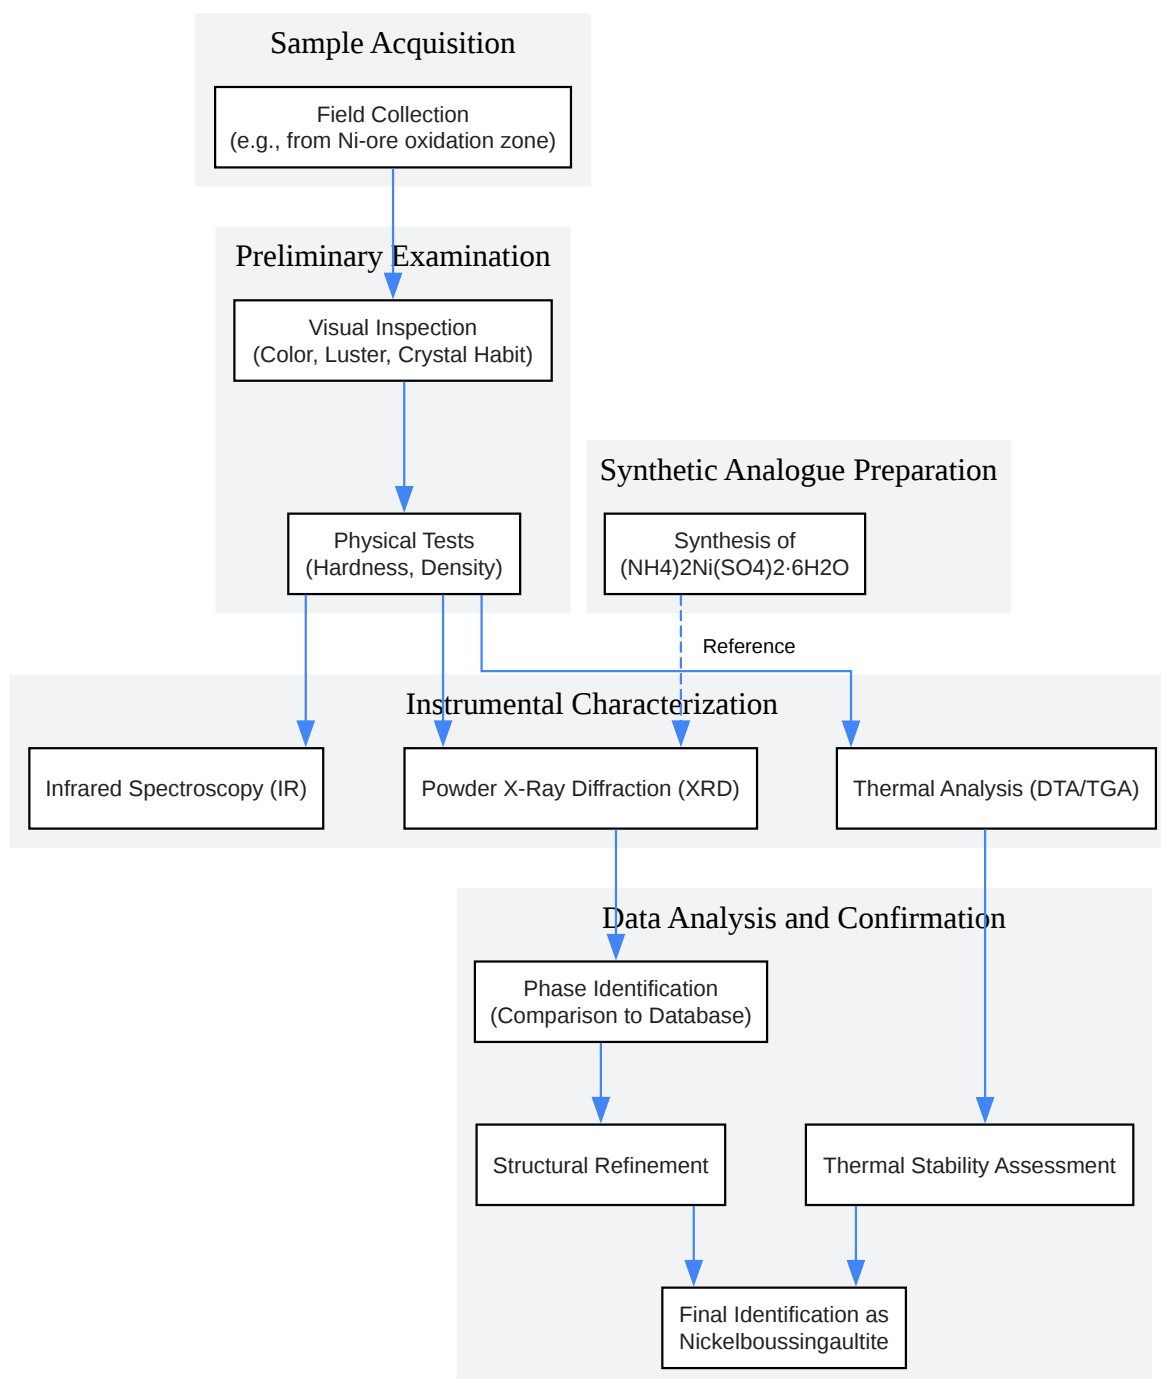 Sample Acquisition
Field Collection
(e.g., from Ni-ore oxidation zone)
Preliminary Examination
Visual Inspection
(Color, Luster, Crystal Habit)
Synthetic Analogue Preparation
Physical Tests
(Hardness, Density)
Synthesis of
(NH4)2Ni(SO4)2·6H2O
Reference
Instrumental Characterization
Infrared Spectroscopy (IR)
Powder X-Ray Diffraction (XRD)
Thermal Analysis (DTA/TGA)
Data Analysis and Confirmation
Phase Identification
(Comparison to Database)
Structural Refinement
Thermal Stability Assessment
Final Identification as
Nickelboussingaultite